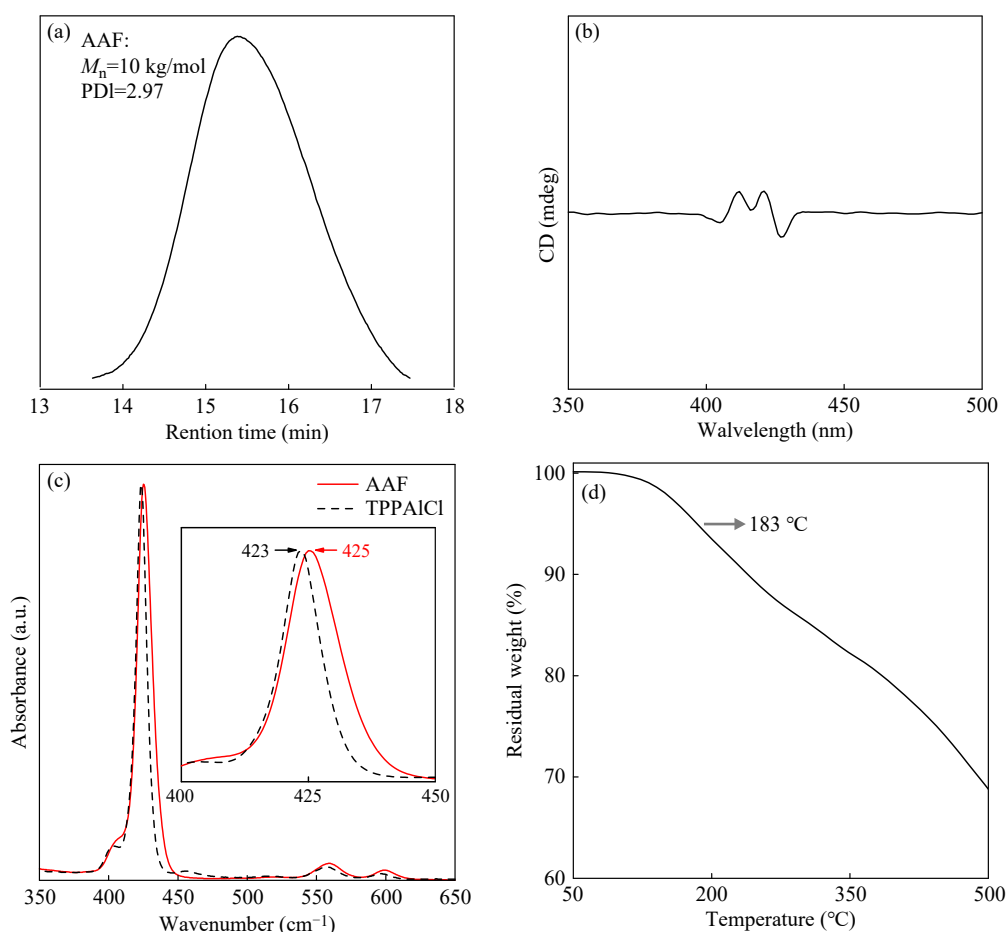 (a)
AAF:
Mn=10 kg/mol
PDI=2.97
13
14
15
16
17
18
Rention time (min)
(b)
CD (mdeg)
350
400
450
500
Walvelength (nm)
(c)
AAF
TPPAlCl
423
425
400
425
450
Absorbance (a.u.)
350
400
450
500
550
600
650
Wavenumber (cm⁻¹)
(d)
100
90
80
70
60
183 °C
Residual weight (%)
50
200
350
500
Temperature (°C)